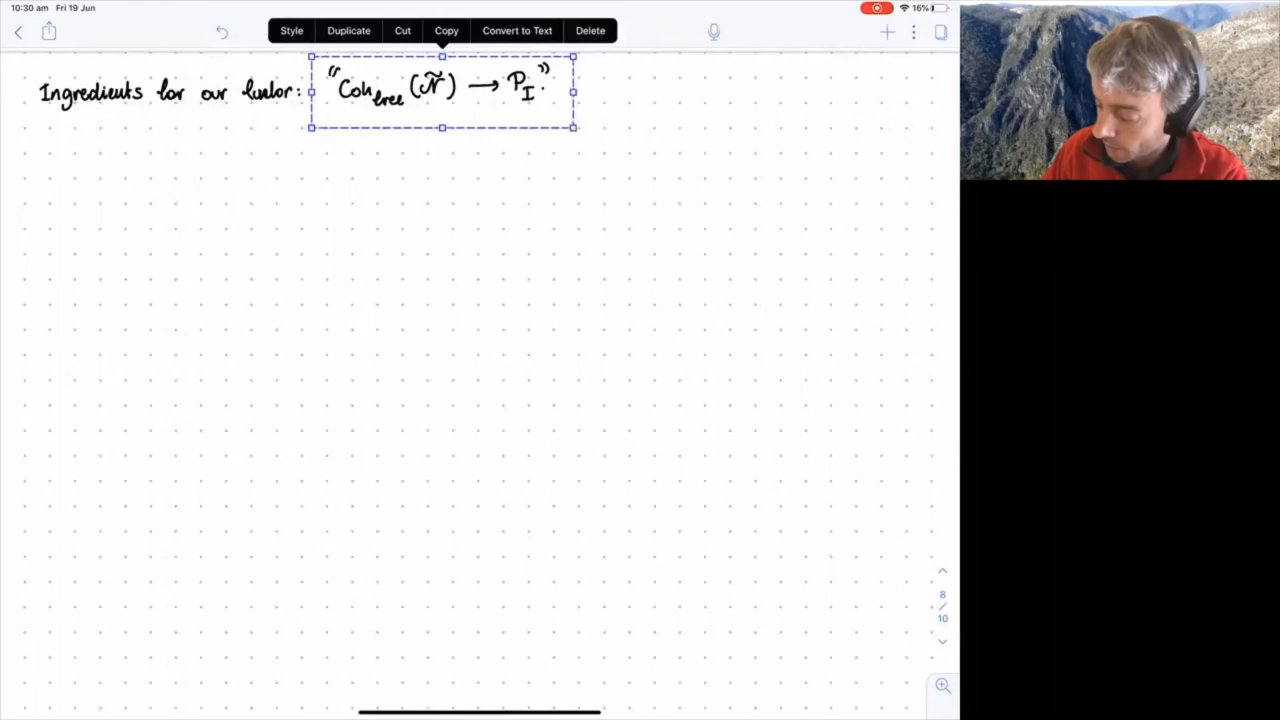 10:30 am Fri 19 Jun
16%
Style Duplicate Cut Copy Convert to Text Delete
Ingredients for our functor: "Coh_free (Ñ) → P_I."
8
/
10